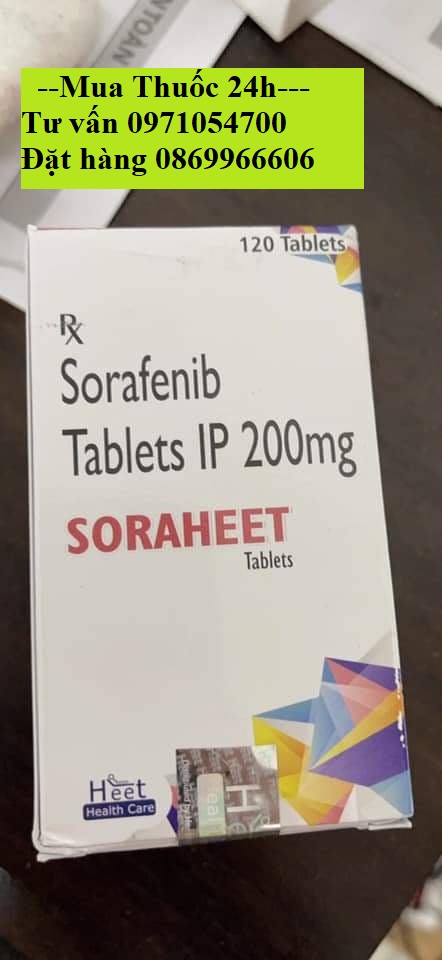 --Mua Thuốc 24h---
Tư vấn 0971054700
Đặt hàng 0869966606
120 Tablets
Rx
Sorafenib
Tablets IP 200mg
SORAHEET
Tablets
Heet
Health Care